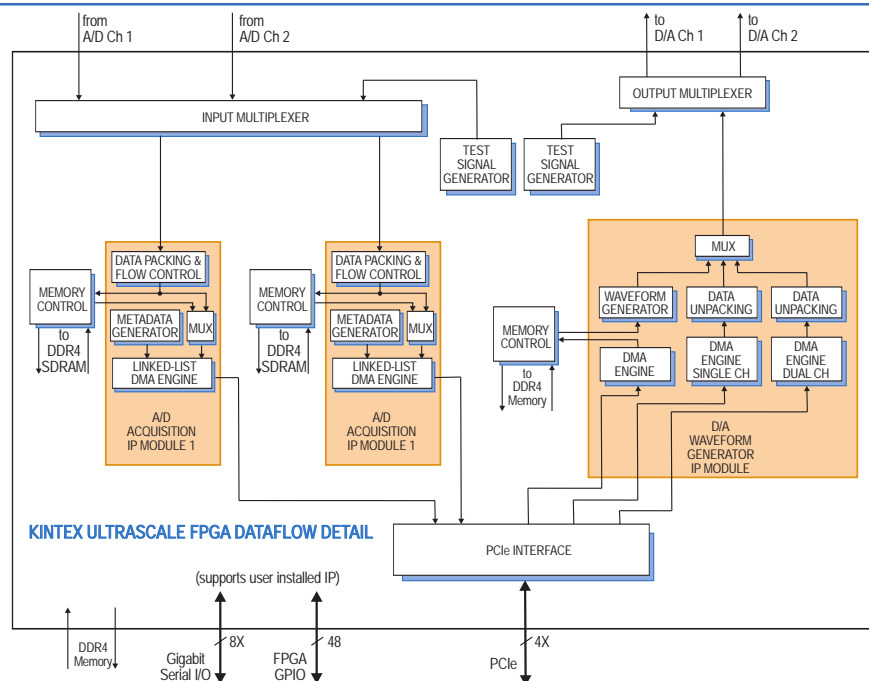 from
A/D Ch 1
from
A/D Ch 2
to
D/A Ch 1
to
D/A Ch 2
INPUT MULTIPLEXER
OUTPUT MULTIPLEXER
TEST
SIGNAL
GENERATOR
TEST
SIGNAL
GENERATOR
DATA PACKING &
FLOW CONTROL
MEMORY
CONTROL
METADATA
GENERATOR
MUX
to
DDR4
SDRAM
LINKED-LIST
DMA ENGINE
A/D
ACQUISITION
IP MODULE 1
DATA PACKING &
FLOW CONTROL
MEMORY
CONTROL
METADATA
GENERATOR
MUX
to
DDR4
SDRAM
LINKED-LIST
DMA ENGINE
A/D
ACQUISITION
IP MODULE 1
MUX
WAVEFORM
GENERATOR
DATA
UNPACKING
DATA
UNPACKING
MEMORY
CONTROL
to
DDR4
Memory
DMA
ENGINE
DMA
ENGINE
SINGLE CH
DMA
ENGINE
DUAL CH
D/A
WAVEFORM
GENERATOR
IP MODULE
KINTEX ULTRASCALE FPGA DATAFLOW DETAIL
PCIe INTERFACE
(supports user installed IP)
DDR4
Memory
8X
Gigabit
Serial I/O
48
FPGA
GPIO
4X
PCIe